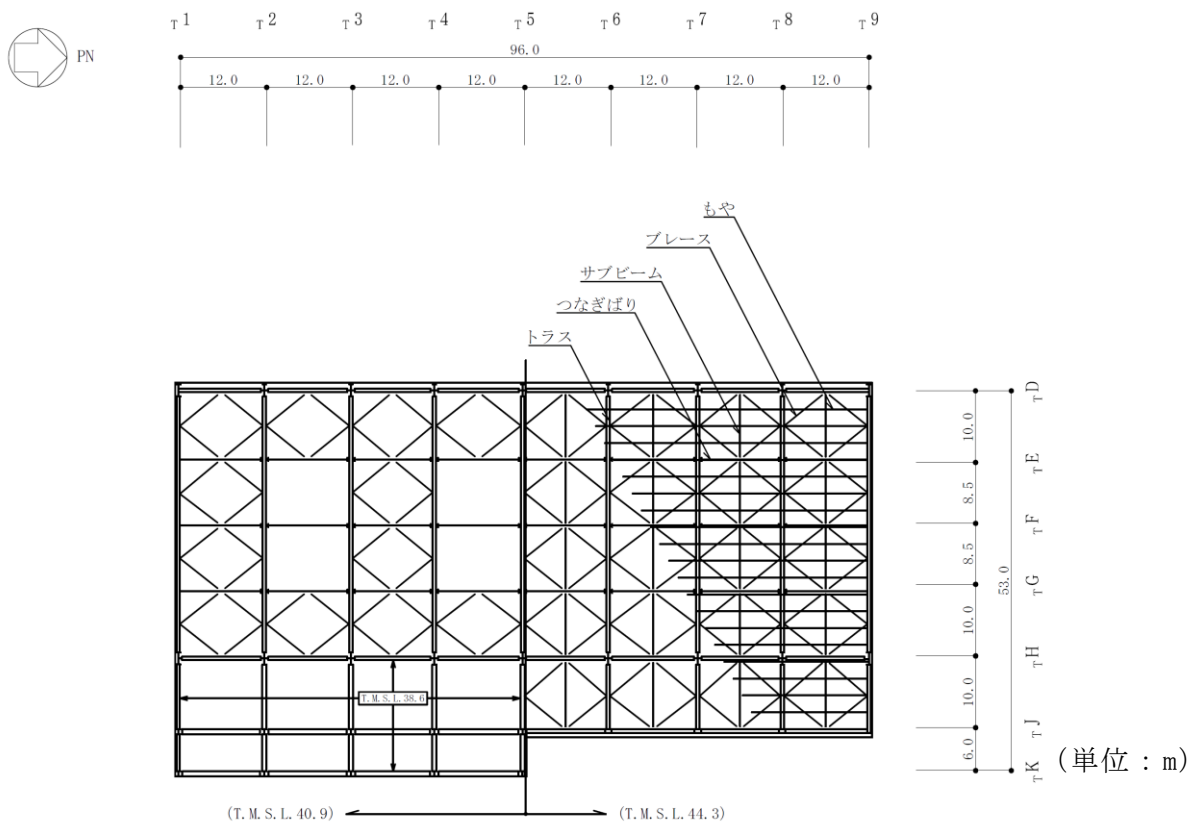 T1 T2 T3 T4 T5 T6 T7 T8 T9
PN
96.0
12.0 12.0 12.0 12.0 12.0 12.0 12.0 12.0
もや
ブレース
サブビーム
つなぎばり
トラス
TD
10.0
TE
8.5
TF
8.5
53.0
TG
10.0
TH
10.0
TJ
6.0
TK
(単位:m)
T.M.S.L.38.6
(T.M.S.L.40.9)
(T.M.S.L.44.3)